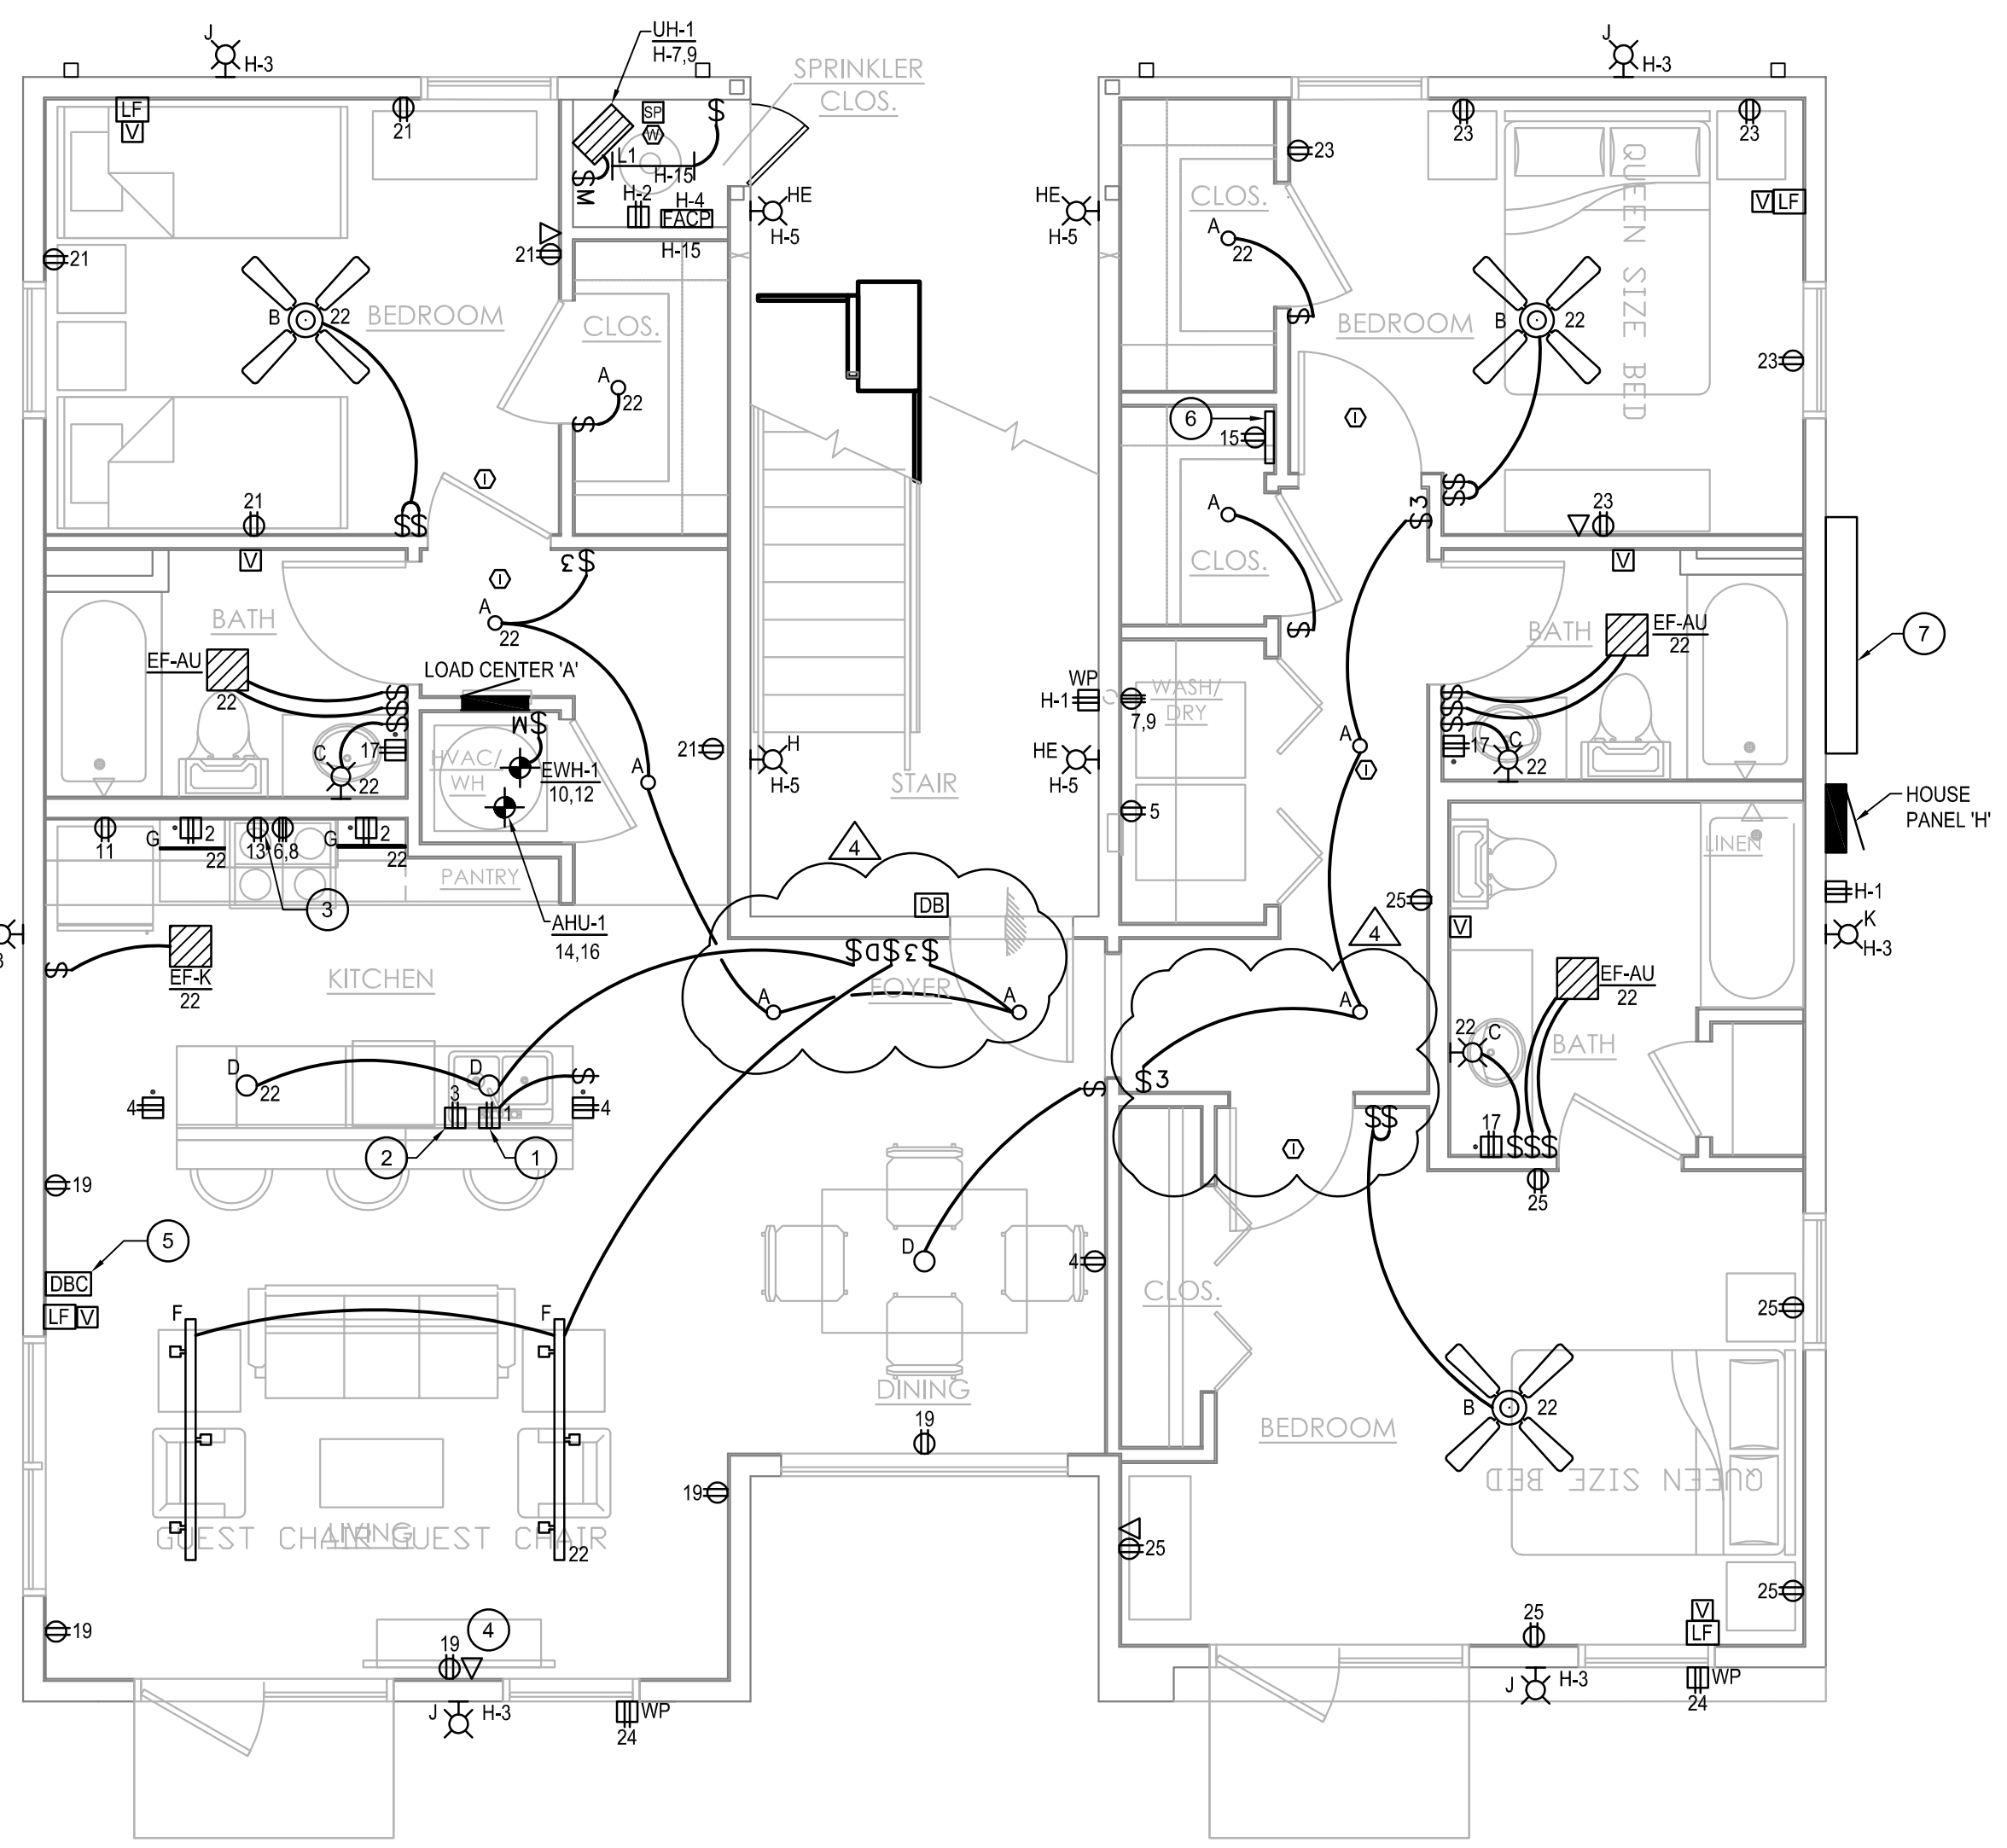 J
H-3
UH-1
H-7,9
SPRINKLER
CLOS.
J
H-3
LF
V
21
SP
W
$
L1
H-15
$M
H-2
H-4
FACP
H-15
HE
H-5
HE
H-5
23
23
23
QUEEN SIZE BED
V LF
CLOS.
A
22
$
21
21
B
22
BEDROOM
CLOS.
A
22
$
BEDROOM
B
22
23
6
15
I
I
21
$$
$3
$$
23
A
CLOS.
$
V
$3
I
A
22
BATH
EF-AU
22
$$$
LOAD CENTER 'A'
$M
HVAC/
WH
EWH-1
10,12
C
22
17
21
A
H
H-5
STAIR
WP
H-1
WASH/
DRY
7,9
HE
H-5
5
A
I
V
BATH
EF-AU
22
$$$
17
C
22
7
HOUSE
PANEL 'H'
H-1
K
H-3
LINEN
11
G
2
22
13
6,8
G
2
22
3
PANTRY
AHU-1
14,16
3
$
EF-K
22
KITCHEN
4
DB
$D$3$
FOYER
A
A
4
A
$3
25
V
EF-AU
22
22
C
BATH
17
$$$
25
D
22
D
$
4
3
1
4
2
1
$
$$
I
19
5
DBC
LF V
D
4
CLOS.
25
F
F
DINING
19
BEDROOM
B
22
QUEEN SIZE BED
19
GUEST CHAIR
LIVING
GUEST CHAIR
22
25
25
19
4
19
25
V
LF
J
H-3
WP
24
J
H-3
WP
24